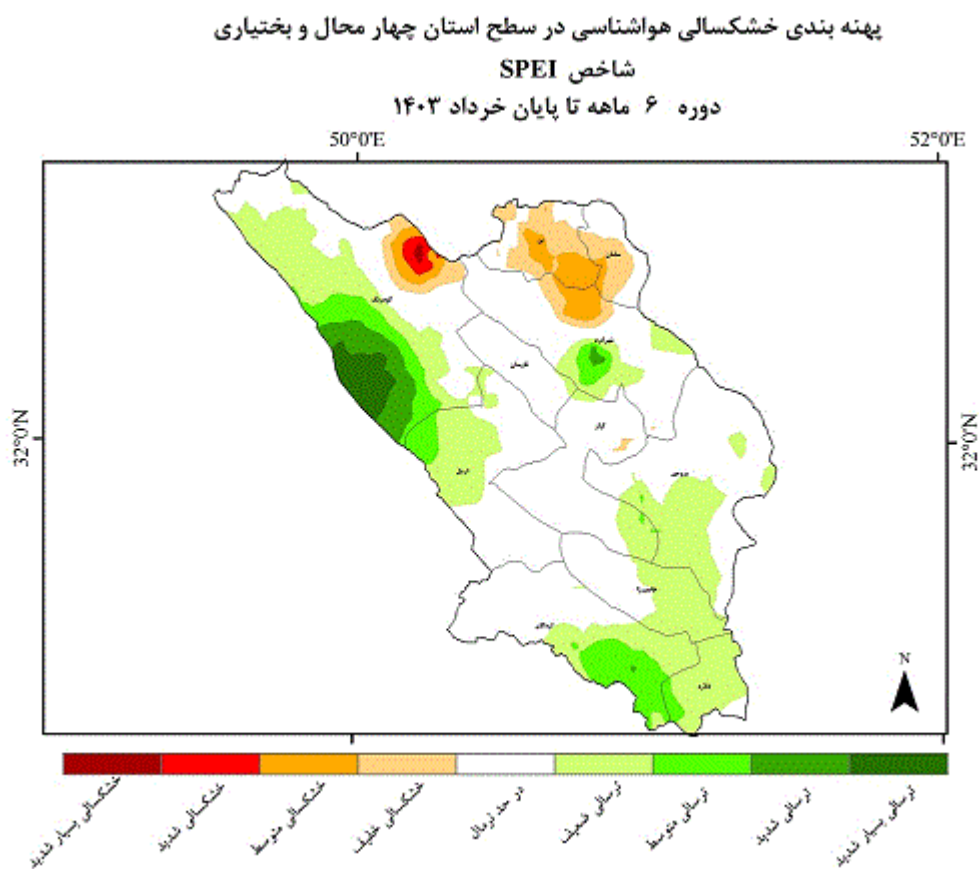 پهنه بندی خشکسالی هواشناسی در سطح استان چهار محال و بختیاری
شاخص SPEI
دوره ۶ ماهه تا پایان خرداد ۱۴۰۳
50°0'E
52°0'E
32°0'N
32°0'N
N
خشکسالی بسیار شدید
خشکسالی شدید
خشکسالی متوسط
خشکسالی خفیف
در حد نرمال
ترسالی ضعیف
ترسالی متوسط
ترسالی شدید
ترسالی بسیار شدید